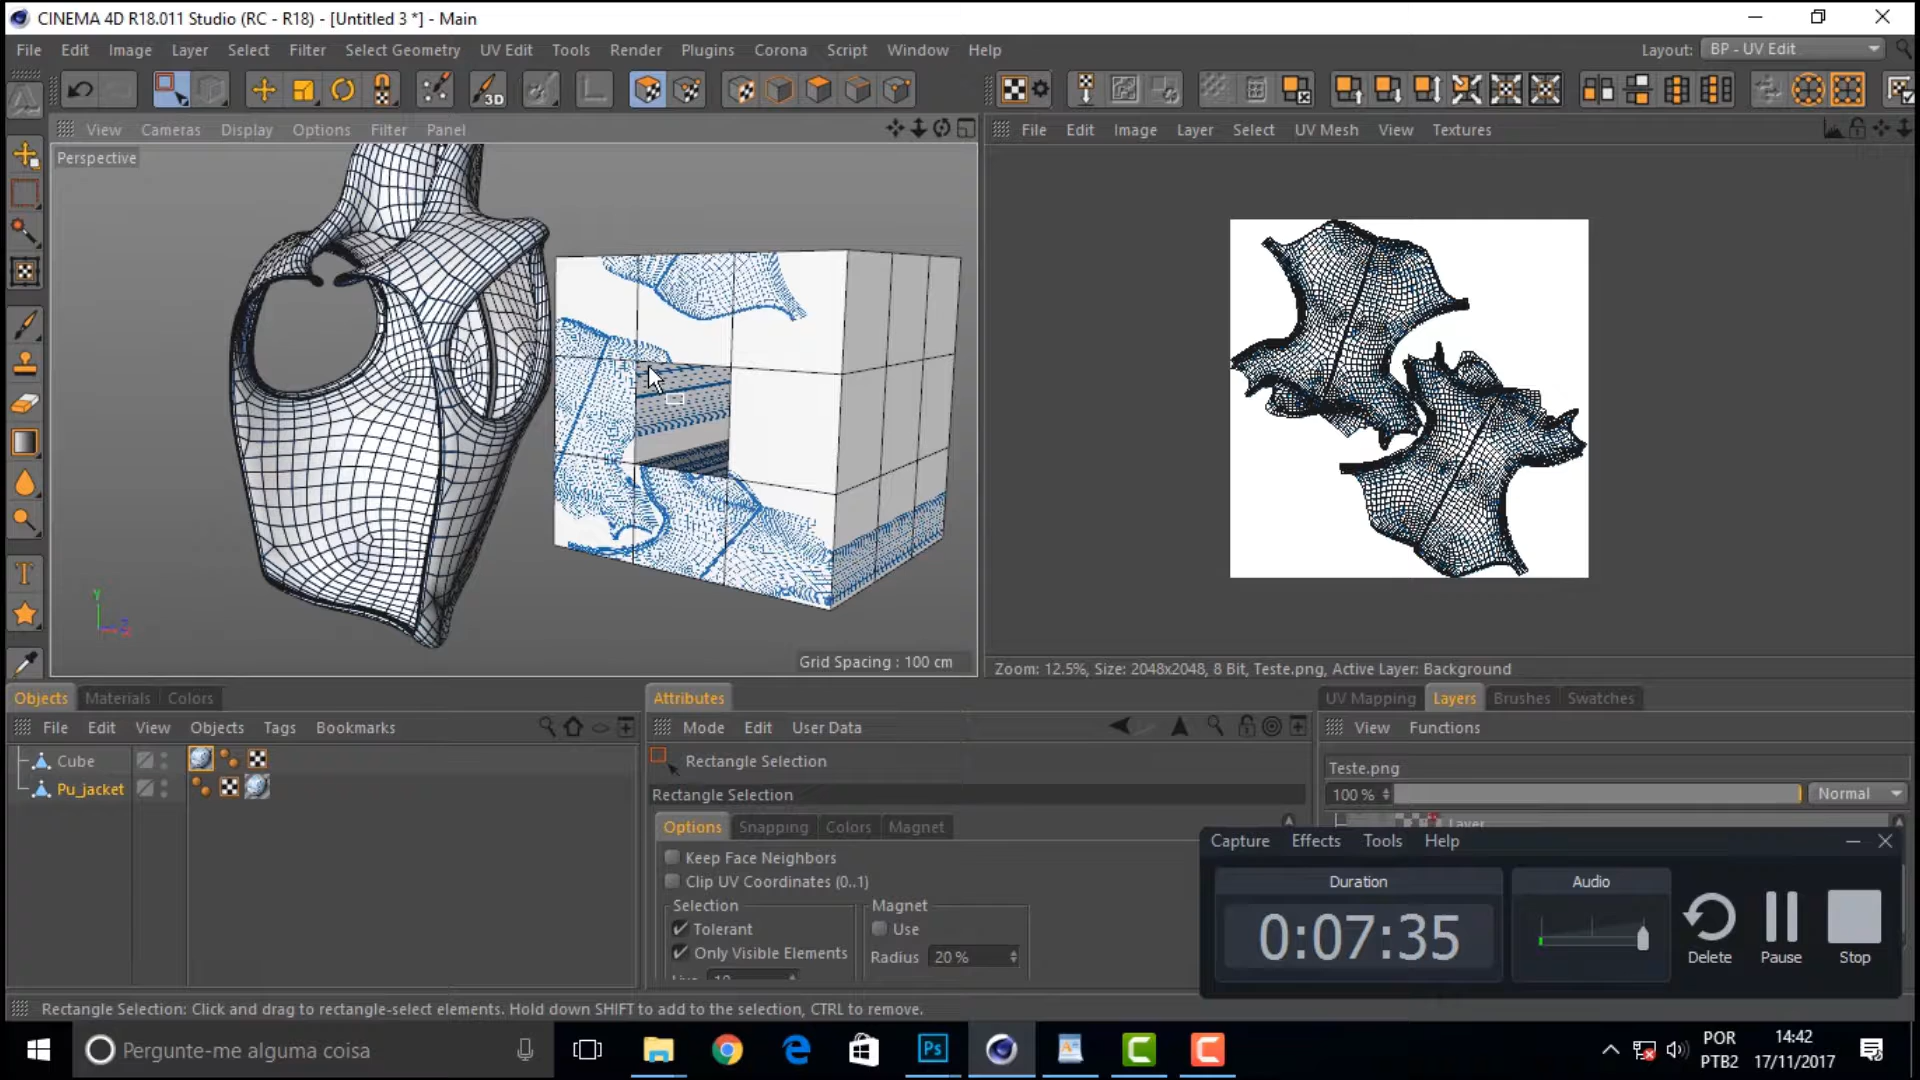 CINEMA 4D R18.011 Studio (RC - R18) - [Untitled 3 *] - Main
File Edit Image Layer Select Filter Select Geometry UV Edit Tools Render Plugins Corona Script Window Help Layout: BP - UV Edit
3D
View Cameras Display Options Filter Panel
File Edit Image Layer Select UV Mesh View Textures
Perspective
Y
Grid Spacing : 100 cm
Zoom: 12.5%, Size: 2048x2048, 8 Bit, Teste.png, Active Layer: Background
Objects Materials Colors
File Edit View Objects Tags Bookmarks
Cube
Pu_jacket
Attributes
Mode Edit User Data
Rectangle Selection
Rectangle Selection
Options Snapping Colors Magnet
Keep Face Neighbors
Clip UV Coordinates (0..1)
Selection Magnet
Tolerant Use
Only Visible Elements Radius 20 %
UV Mapping Layers Brushes Swatches
View Functions
Teste.png
100 % Normal
Layer
Capture Effects Tools Help
Duration Audio
0:07:35
Delete Pause Stop
Rectangle Selection: Click and drag to rectangle-select elements. Hold down SHIFT to add to the selection, CTRL to remove.
Pergunte-me alguma coisa
Ps
POR 14:42
PTB2 17/11/2017